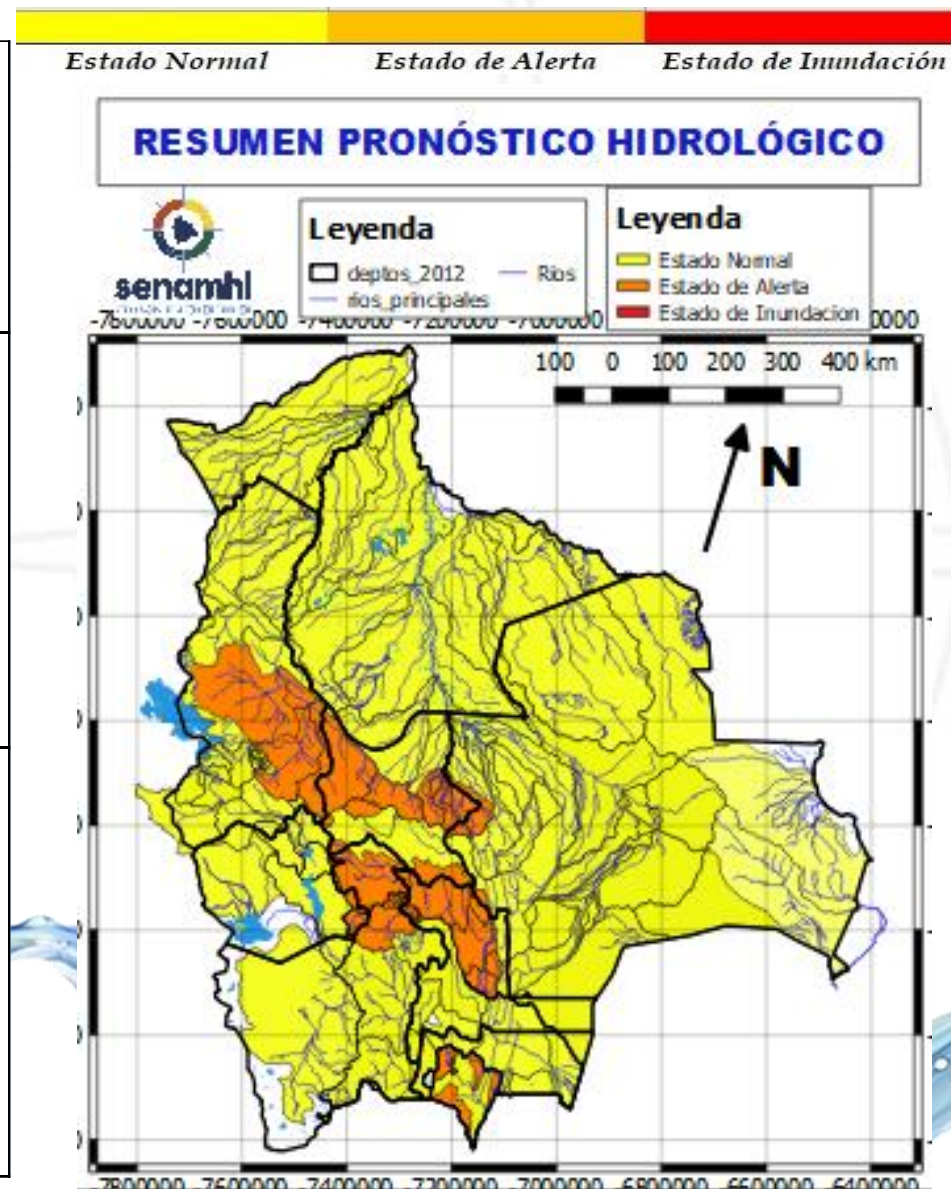 Estado Normal Estado de Alerta Estado de Inundación
RESUMEN PRONÓSTICO HIDROLÓGICO
senamhi
Leyenda
deptos_2012 Rios
rios_principales
Leyenda
Estado Normal
Estado de Alerta
Estado de Inundacion
-7800000 -7600000 -7400000 -7200000 -7000000 0000
100 0 100 200 300 400 km
N
-7800000 -7600000 -7400000 -7200000 -7000000 -6800000 -6600000 -6400000